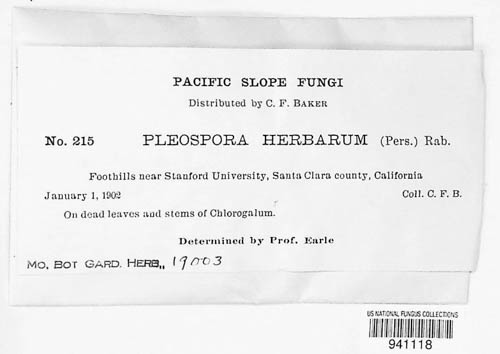 PACIFIC SLOPE FUNGI
Distributed by C. F. BAKER
No. 215 PLEOSPORA HERBARUM (Pers.) Rab.
Foothills near Stanford University, Santa Clara county, California
January 1, 1902 Coll. C. F. B.
On dead leaves and stems of Chlorogalum.
Determined by Prof. Earle
MO. BOT GARD. HERB., 19003
US NATIONAL FUNGUS COLLECTIONS
941118